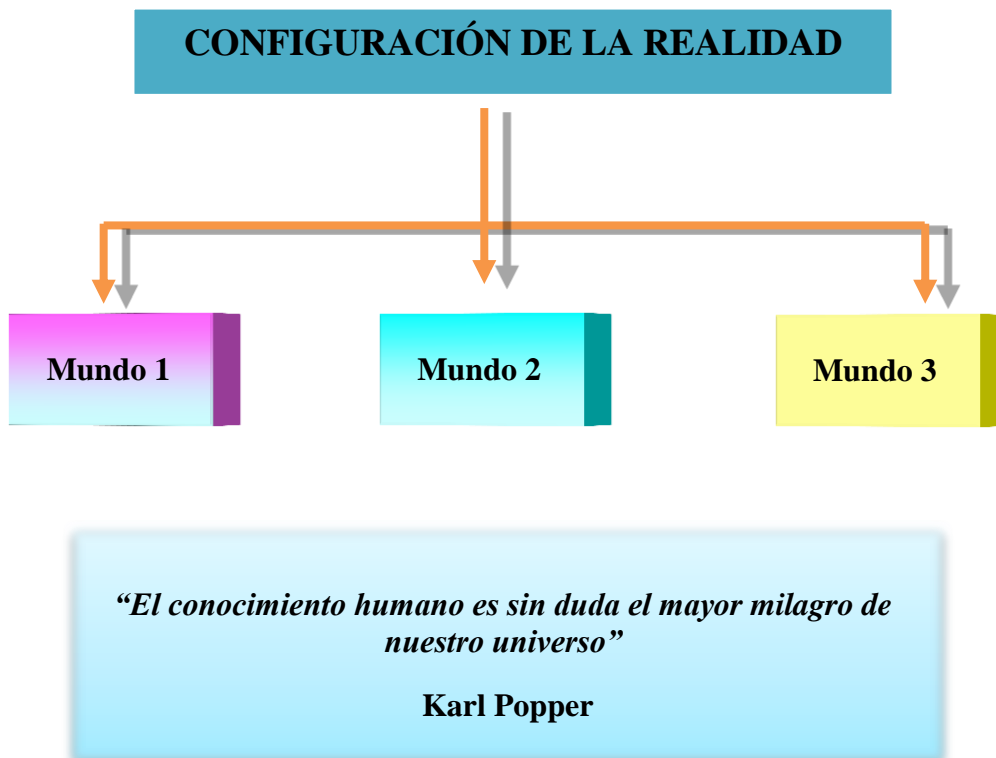 CONFIGURACIÓN DE LA REALIDAD
Mundo 1
Mundo 2
Mundo 3
“El conocimiento humano es sin duda el mayor milagro de
nuestro universo”
Karl Popper